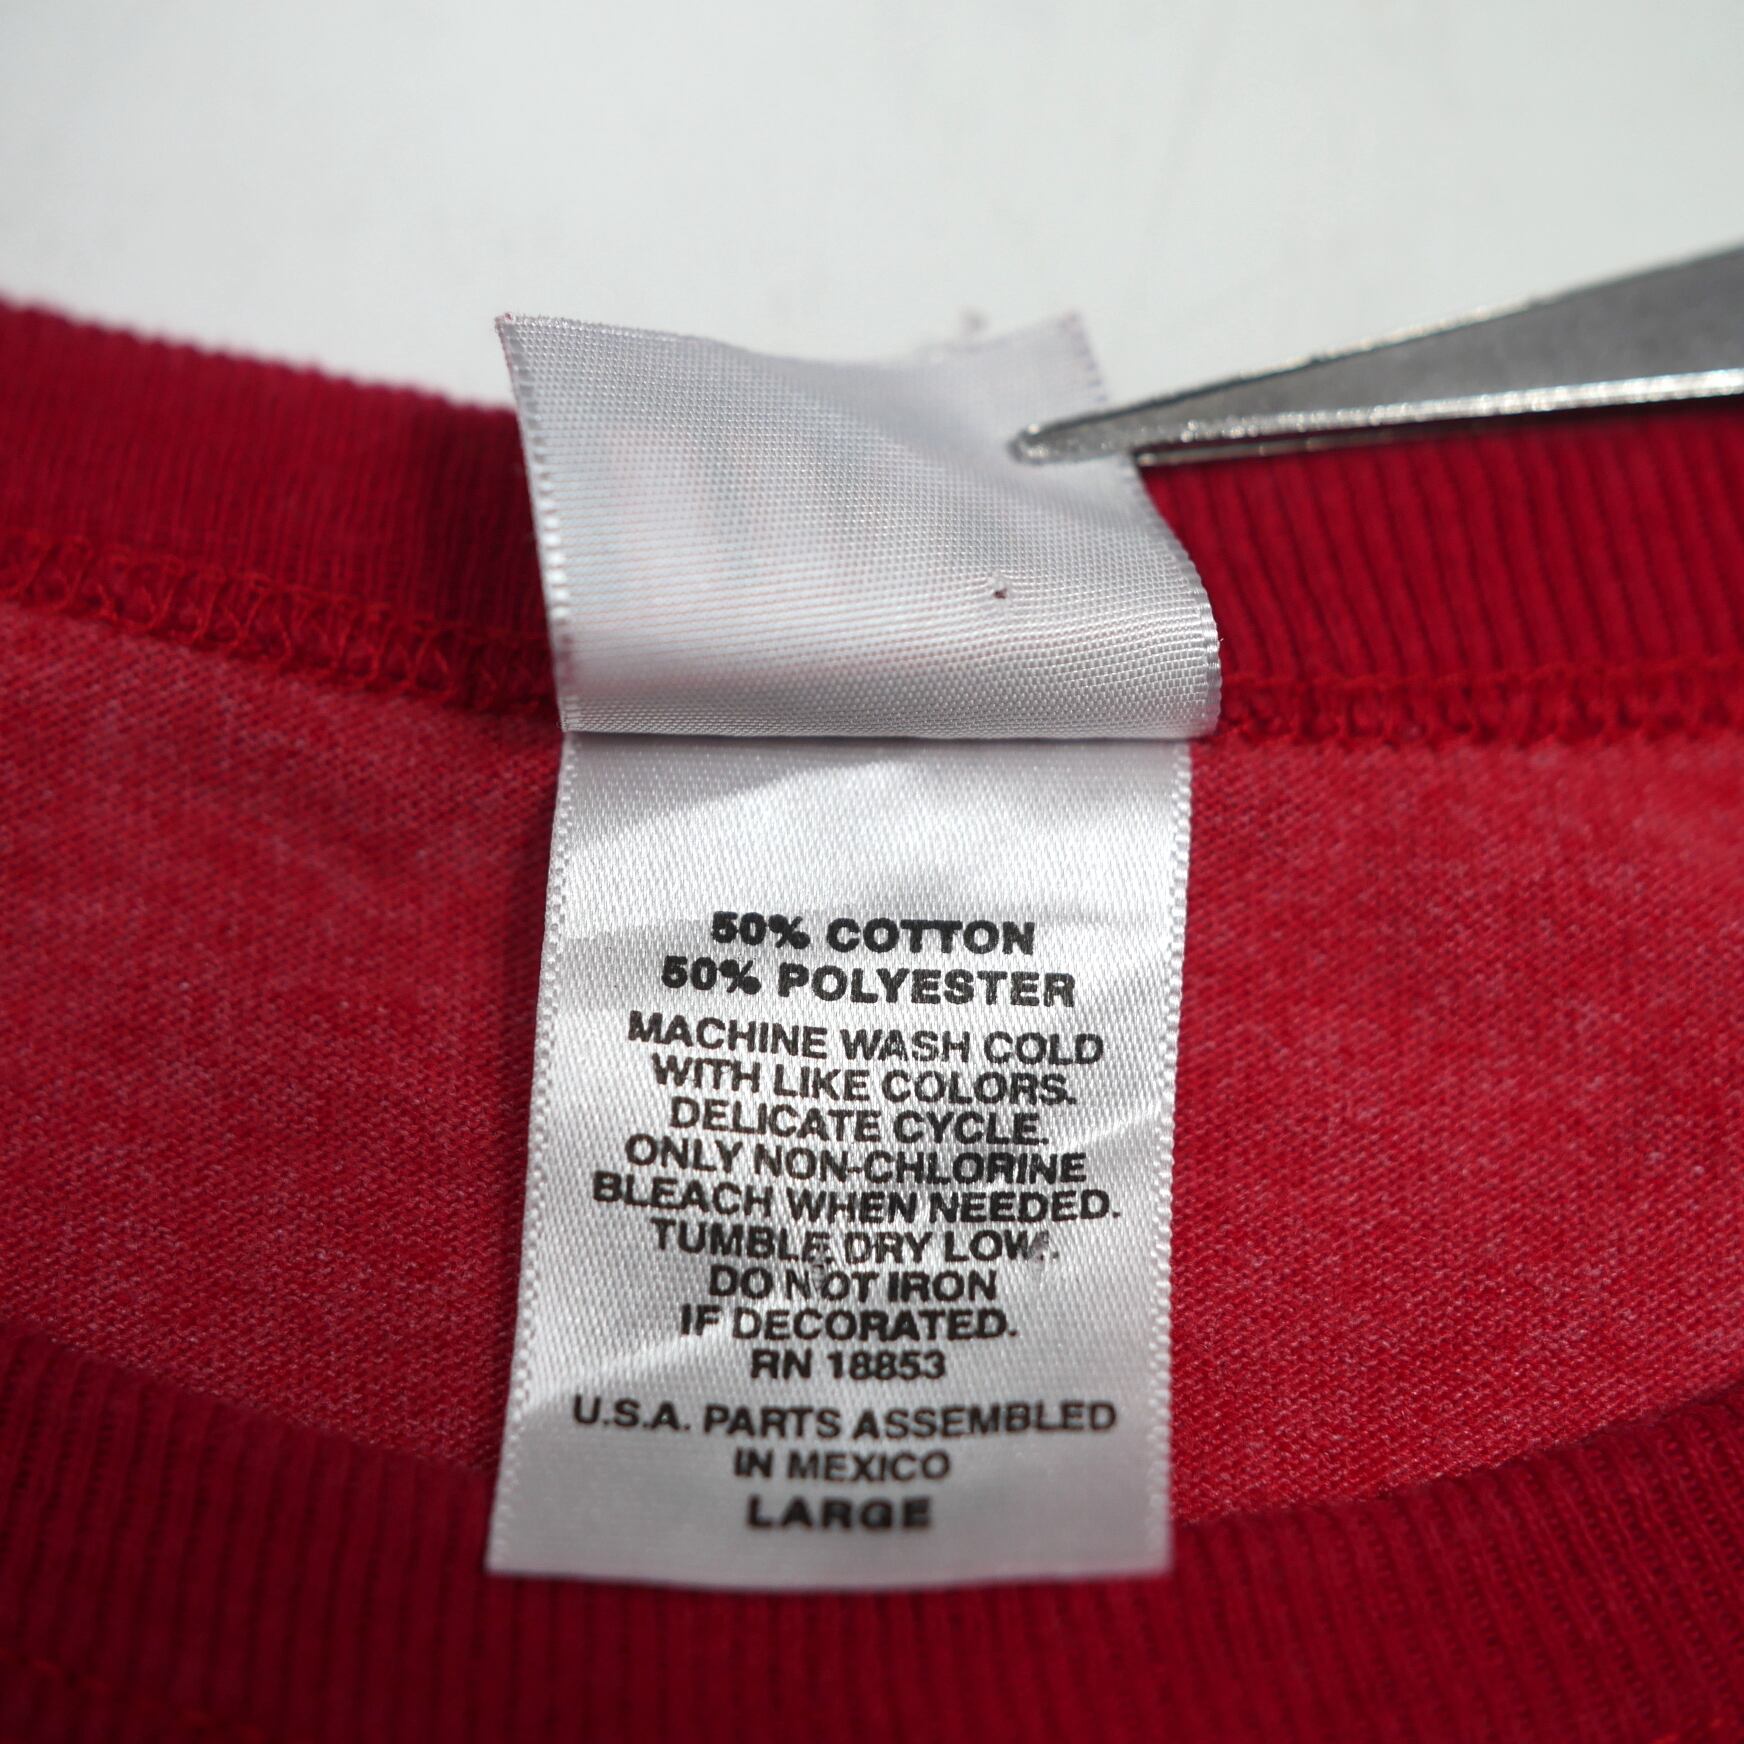 50% COTTON
50% POLYESTER
MACHINE WASH COLD
WITH LIKE COLORS.
DELICATE CYCLE.
ONLY NON-CHLORINE
BLEACH WHEN NEEDED.
TUMBLE DRY LOW.
DO NOT IRON
IF DECORATED.
RN 18853
U.S.A. PARTS ASSEMBLED
IN MEXICO
LARGE